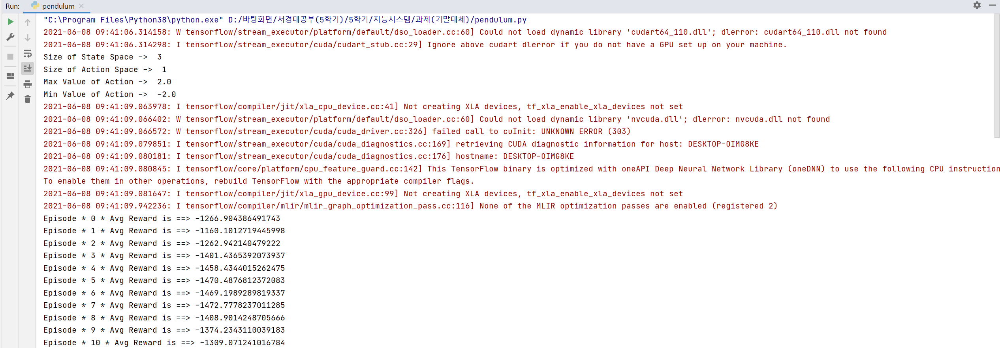 Run: pendulum
"C:\Program Files\Python38\python.exe" D:/바탕화면/서경대공부(5학기)/5학기/지능시스템/과제(기말대체)/pendulum.py
2021-06-08 09:41:06.314158: W tensorflow/stream_executor/platform/default/dso_loader.cc:60] Could not load dynamic library 'cudart64_110.dll'; dlerror: cudart64_110.dll not found
2021-06-08 09:41:06.314298: I tensorflow/stream_executor/cuda/cudart_stub.cc:29] Ignore above cudart dlerror if you do not have a GPU set up on your machine.
Size of State Space ->  3
Size of Action Space ->  1
Max Value of Action ->  2.0
Min Value of Action ->  -2.0
2021-06-08 09:41:09.063978: I tensorflow/compiler/jit/xla_cpu_device.cc:41] Not creating XLA devices, tf_xla_enable_xla_devices not set
2021-06-08 09:41:09.066402: W tensorflow/stream_executor/platform/default/dso_loader.cc:60] Could not load dynamic library 'nvcuda.dll'; dlerror: nvcuda.dll not found
2021-06-08 09:41:09.066572: W tensorflow/stream_executor/cuda/cuda_driver.cc:326] failed call to cuInit: UNKNOWN ERROR (303)
2021-06-08 09:41:09.079851: I tensorflow/stream_executor/cuda/cuda_diagnostics.cc:169] retrieving CUDA diagnostic information for host: DESKTOP-OIMG8KE
2021-06-08 09:41:09.080181: I tensorflow/stream_executor/cuda/cuda_diagnostics.cc:176] hostname: DESKTOP-OIMG8KE
2021-06-08 09:41:09.080845: I tensorflow/core/platform/cpu_feature_guard.cc:142] This TensorFlow binary is optimized with oneAPI Deep Neural Network Library (oneDNN) to use the following CPU instruction
To enable them in other operations, rebuild TensorFlow with the appropriate compiler flags.
2021-06-08 09:41:09.081647: I tensorflow/compiler/jit/xla_gpu_device.cc:99] Not creating XLA devices, tf_xla_enable_xla_devices not set
2021-06-08 09:41:09.942236: I tensorflow/compiler/mlir/mlir_graph_optimization_pass.cc:116] None of the MLIR optimization passes are enabled (registered 2)
Episode * 0 * Avg Reward is ==> -1266.904386491743
Episode * 1 * Avg Reward is ==> -1160.1012719445998
Episode * 2 * Avg Reward is ==> -1262.942140479222
Episode * 3 * Avg Reward is ==> -1401.4365392073937
Episode * 4 * Avg Reward is ==> -1458.4344015262475
Episode * 5 * Avg Reward is ==> -1470.4876812372083
Episode * 6 * Avg Reward is ==> -1469.1989289819337
Episode * 7 * Avg Reward is ==> -1472.7778237011285
Episode * 8 * Avg Reward is ==> -1408.9014248705666
Episode * 9 * Avg Reward is ==> -1374.2343110039183
Episode * 10 * Avg Reward is ==> -1309.071241016784